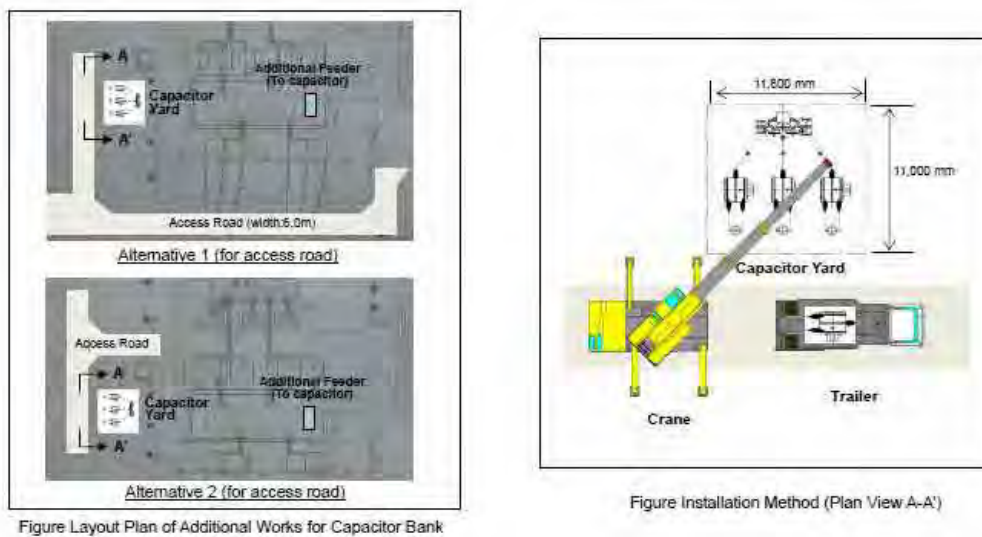 A
Additional Feeder
(To capacitor)
Capacitor
Yard
A'
Access Road (width:6.0m)
Alternative 1 (for access road)
Access Road
A
Additional Feeder
(To capacitor)
Capacitor
Yard
A'
Alternative 2 (for access road)
Figure Layout Plan of Additional Works for Capacitor Bank
11,800 mm
11,000 mm
Capacitor Yard
Crane
Trailer
Figure Installation Method (Plan View A-A')